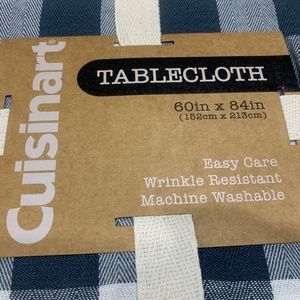 Cuisinart
TABLECLOTH
60in x 84in
(152cm x 213cm)
Easy Care
Wrinkle Resistant
Machine Washable